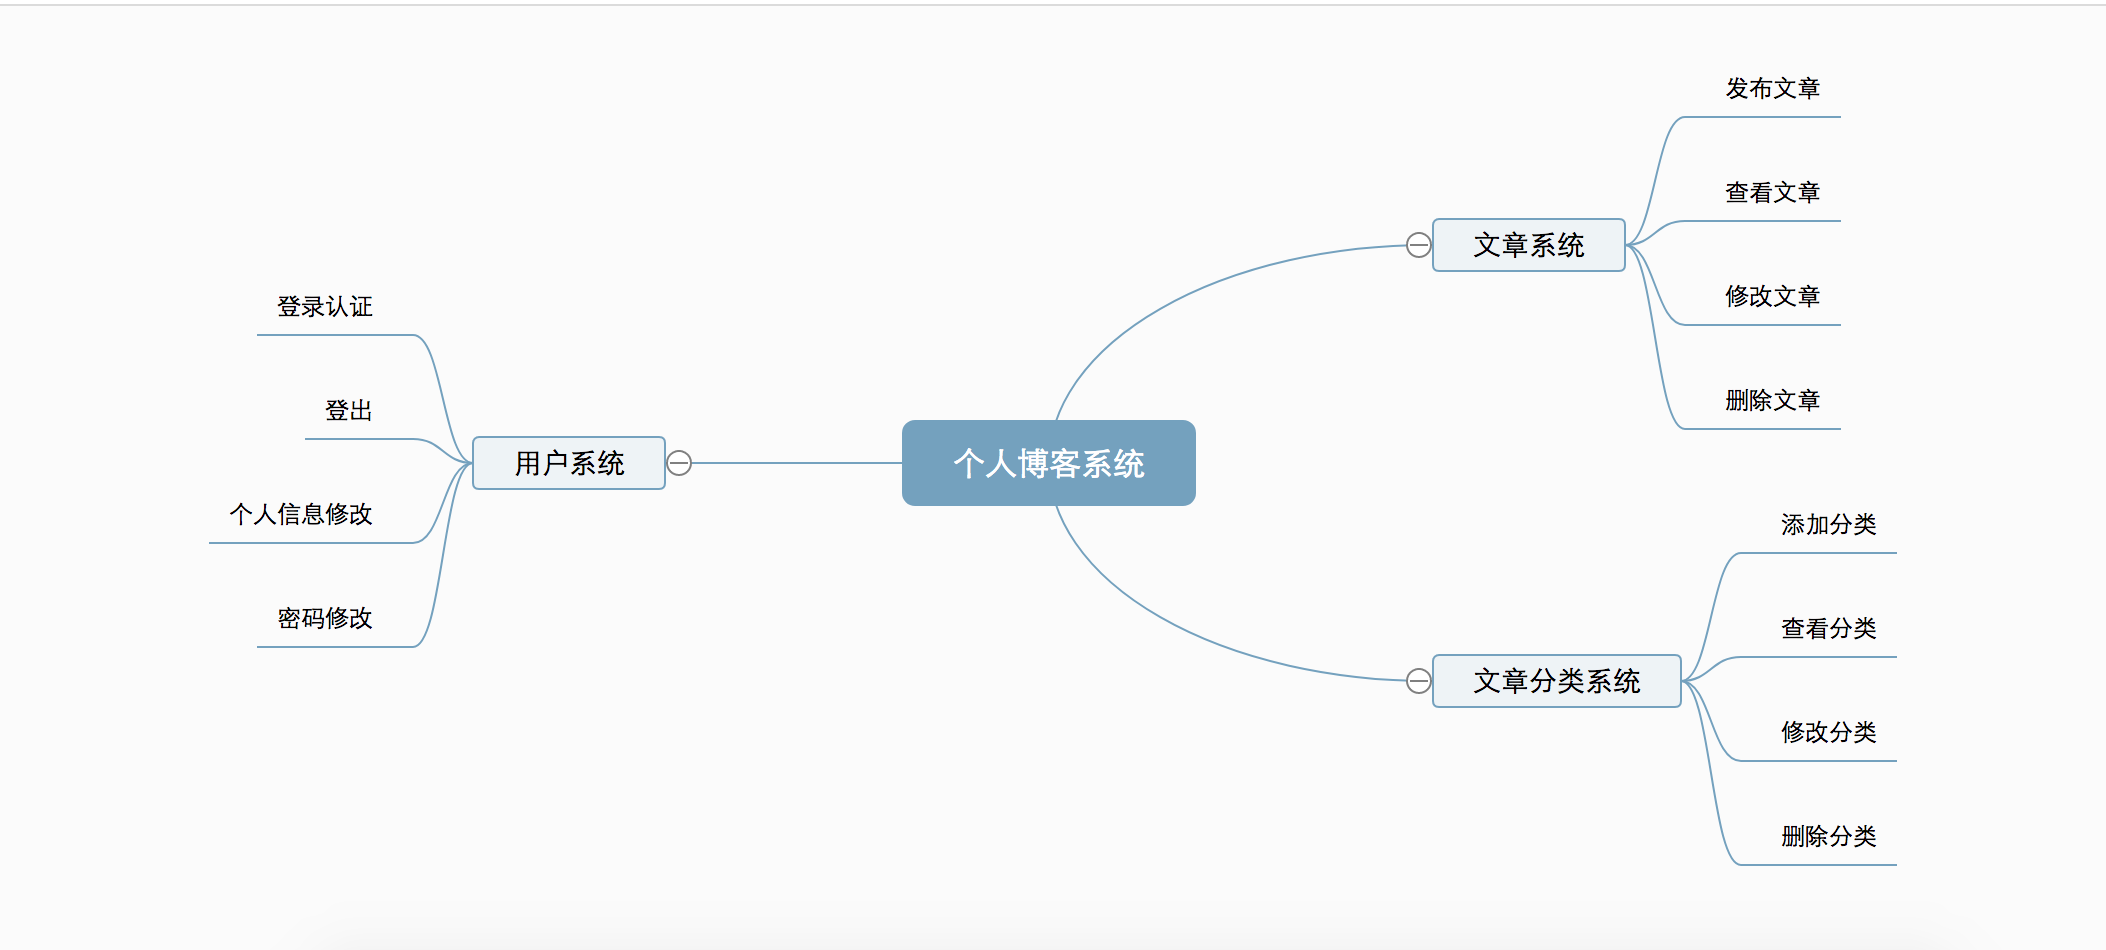 个人博客系统
文章系统
发布文章
查看文章
修改文章
删除文章
文章分类系统
添加分类
查看分类
修改分类
删除分类
用户系统
登录认证
登出
个人信息修改
密码修改